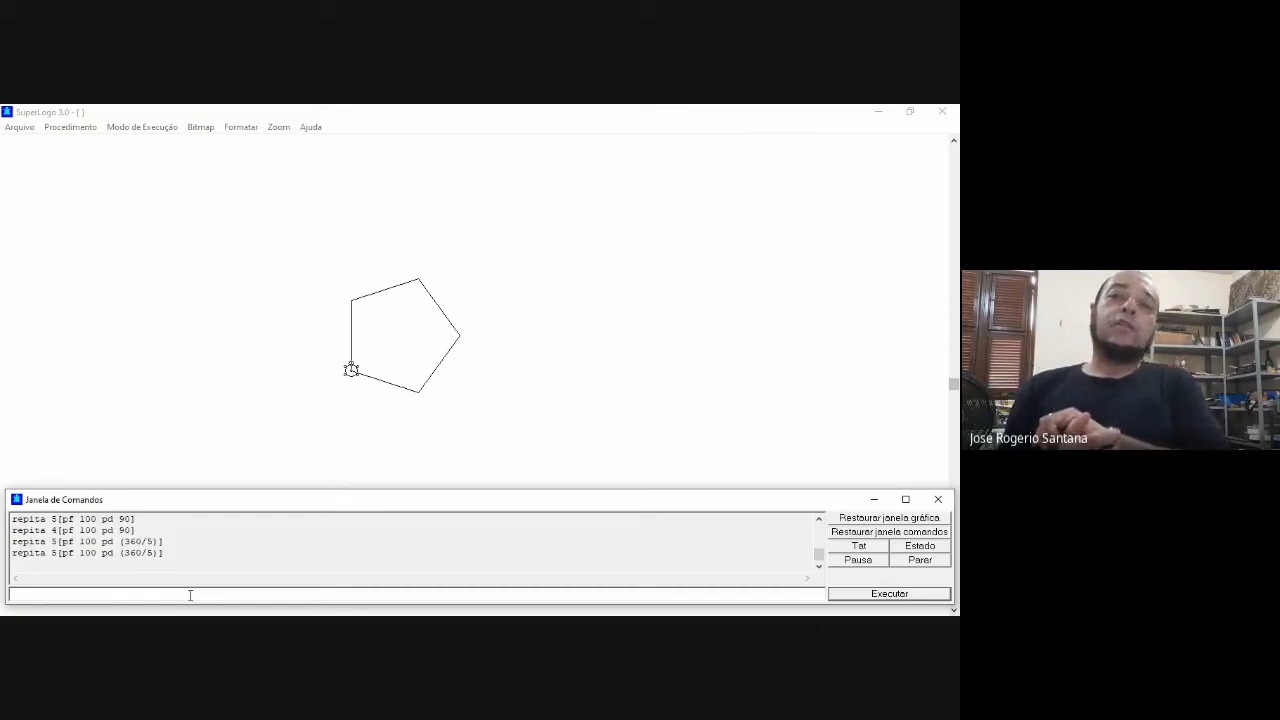 SuperLogo 3.0 - [ ]
Arquivo Procedimento Modo de Execução Bitmap Formatar Zoom Ajuda
Janela de Comandos
repita 5[pf 100 pd 90]
repita 4[pf 100 pd 90]
repita 5[pf 100 pd (360/5)]
repita 5[pf 100 pd (360/5)]
Restaurar janela gráfica
Restaurar janela comandos
Tat Estado
Pausa Parar
Executar
Jose Rogerio Santana